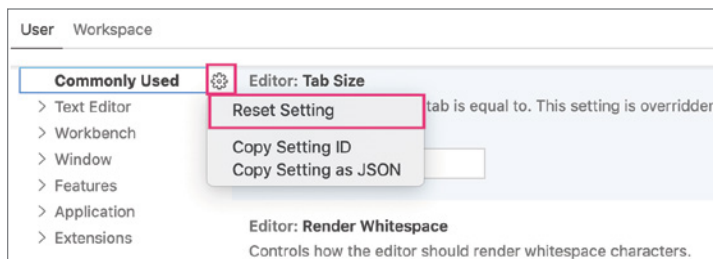 User Workspace
Commonly Used
Text Editor
Workbench
Window
Features
Application
Extensions
Editor: Tab Size
tab is equal to. This setting is overridden
Reset Setting
Copy Setting ID
Copy Setting as JSON
Editor: Render Whitespace
Controls how the editor should render whitespace characters.